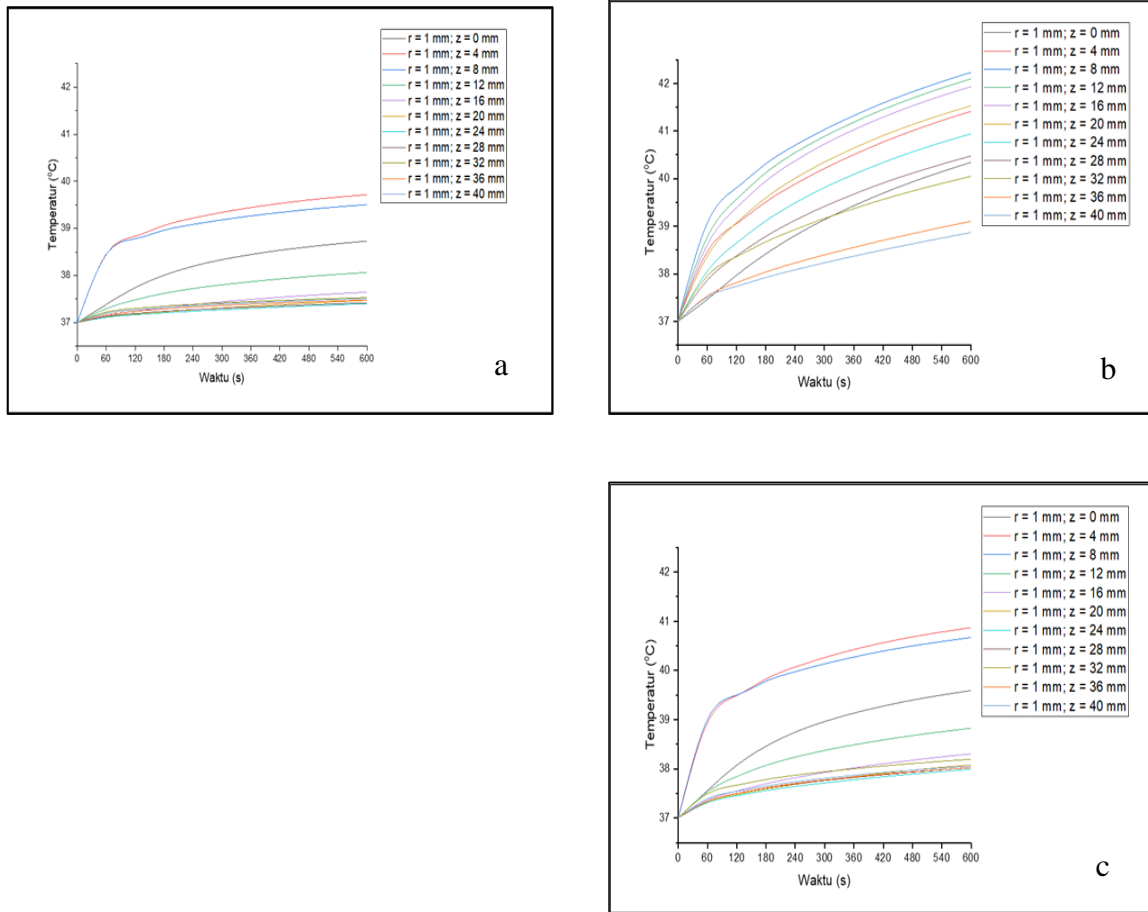 r = 1 mm; z = 0 mm
r = 1 mm; z = 4 mm
r = 1 mm; z = 8 mm
r = 1 mm; z = 12 mm
r = 1 mm; z = 16 mm
r = 1 mm; z = 20 mm
r = 1 mm; z = 24 mm
r = 1 mm; z = 28 mm
r = 1 mm; z = 32 mm
r = 1 mm; z = 36 mm
r = 1 mm; z = 40 mm
Temperatur (°C)
42
41
40
39
38
37
0 60 120 180 240 300 360 420 480 540 600
Waktu (s)
a
r = 1 mm; z = 0 mm
r = 1 mm; z = 4 mm
r = 1 mm; z = 8 mm
r = 1 mm; z = 12 mm
r = 1 mm; z = 16 mm
r = 1 mm; z = 20 mm
r = 1 mm; z = 24 mm
r = 1 mm; z = 28 mm
r = 1 mm; z = 32 mm
r = 1 mm; z = 36 mm
r = 1 mm; z = 40 mm
Temperatur (°C)
42
41
40
39
38
37
0 60 120 180 240 300 360 420 480 540 600
Waktu (s)
b
r = 1 mm; z = 0 mm
r = 1 mm; z = 4 mm
r = 1 mm; z = 8 mm
r = 1 mm; z = 12 mm
r = 1 mm; z = 16 mm
r = 1 mm; z = 20 mm
r = 1 mm; z = 24 mm
r = 1 mm; z = 28 mm
r = 1 mm; z = 32 mm
r = 1 mm; z = 36 mm
r = 1 mm; z = 40 mm
Temperatur (°C)
42
41
40
39
38
37
0 60 120 180 240 300 360 420 480 540 600
Waktu (s)
c